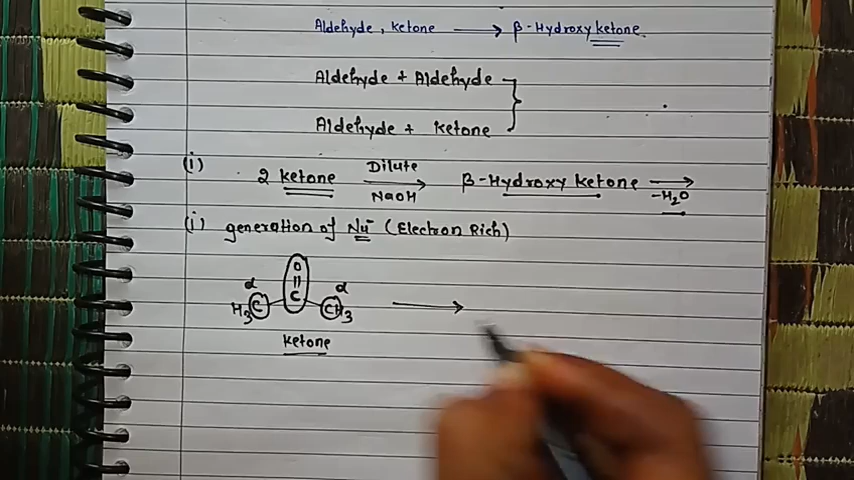 Aldehyde, ketone → β-Hydroxy ketone.
Aldehyde + Aldehyde
Aldehyde + ketone
(i) 2 ketone Dilute NaOH → β-Hydroxy ketone → -H2O
(i) generation of Nu⁻ (Electron Rich)
O
α || α
H3C C CH3 →
ketone